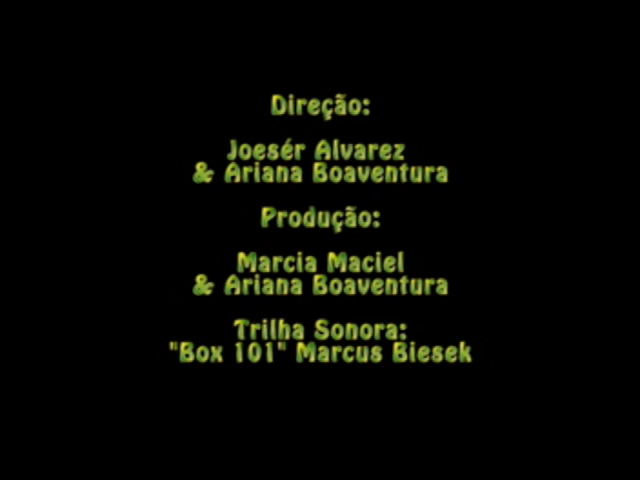 Direção:
Joesér Alvarez
& Ariana Boaventura
Produção:
Marcia Maciel
& Ariana Boaventura
Trilha Sonora:
"Box 101" Marcus Biesek